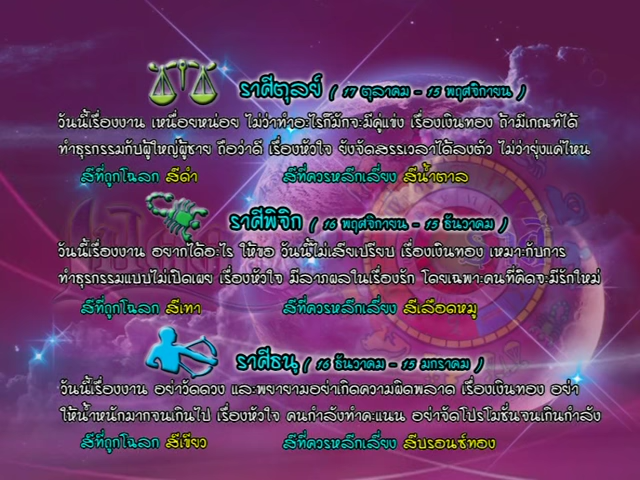 ราศีตุลย์ ( 17 ตุลาคม - 15 พฤศจิกายน )
วันนี้เรื่องงาน เหนื่อยหน่อย ไม่ว่าทำอะไรก็มักจะมีคู่แข่ง เรื่องเงินทอง ถ้ามีเกณฑ์ได้
ทำธุรกรรมกับผู้ใหญ่ผู้ชาย ถือว่าดี เรื่องหัวใจ ยังจัดสรรเวลาได้ลงตัว ไม่ว่ายุ่งแค่ไหน
สีที่ถูกโฉลก สีดำ สีที่ควรหลีกเลี่ยง สีน้ำตาล
ราศีพิจิก ( 16 พฤศจิกายน - 15 ธันวาคม )
วันนี้เรื่องงาน อยากได้อะไร ให้ขอ วันนี้ไม่เสียเปรียบ เรื่องเงินทอง เหมาะกับการ
ทำธุรกรรมแบบไม่เปิดเผย เรื่องหัวใจ มีลาภผลในเรื่องรัก โดยเฉพาะคนที่คิดจะมีรักใหม่
สีที่ถูกโฉลก สีเทา สีที่ควรหลีกเลี่ยง สีเลือดหมู
ราศีธนู ( 16 ธันวาคม - 15 มกราคม )
วันนี้เรื่องงาน อย่าวัดดวง และพยายามอย่าเกิดความผิดพลาด เรื่องเงินทอง อย่า
ให้น้ำหนักมากจนเกินไป เรื่องหัวใจ คนกำลังทำคะแนน อย่าจัดโปรโมชั่นจนเกินกำลัง
สีที่ถูกโฉลก สีเขียว สีที่ควรหลีกเลี่ยง สีบรอนซ์ทอง